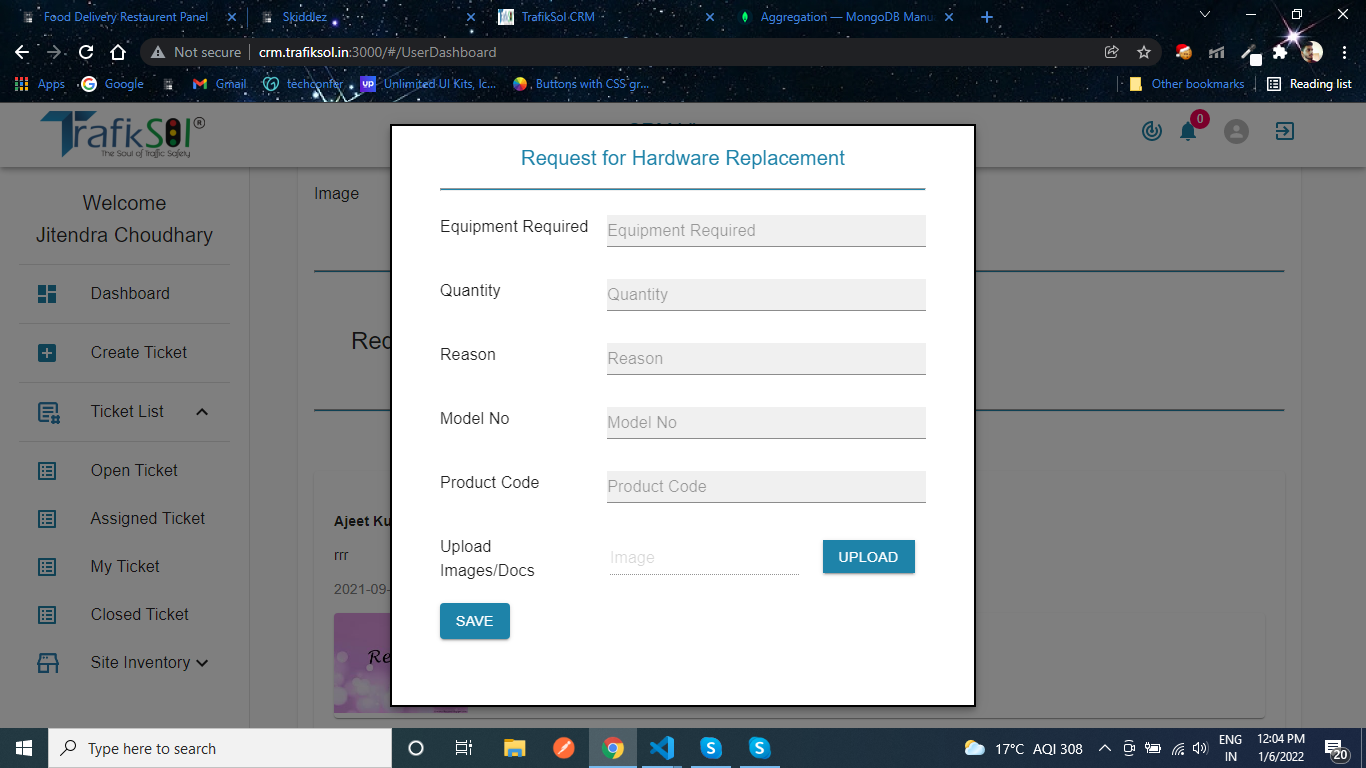 Food Delivery Restaurent Panel
Skiddlez
TrafikSol CRM
Aggregation — MongoDB Manu
Not secure
crm.trafiksol.in:3000/#/UserDashboard
Apps
Google
Gmail
techconfer
Unlimited UI Kits, Ic...
Buttons with CSS gr...
Other bookmarks
Reading list
TrafikSol®
The Soul of Traffic Safety
0
Welcome
Jitendra Choudhary
Dashboard
Create Ticket
Ticket List
Open Ticket
Assigned Ticket
My Ticket
Closed Ticket
Site Inventory
Image
Ajeet Ku
rrr
2021-09-
Request for Hardware Replacement
Equipment Required
Equipment Required
Quantity
Quantity
Reason
Reason
Model No
Model No
Product Code
Product Code
Upload
Images/Docs
Image
UPLOAD
SAVE
Type here to search
17°C AQI 308
ENG
IN
12:04 PM
1/6/2022
20